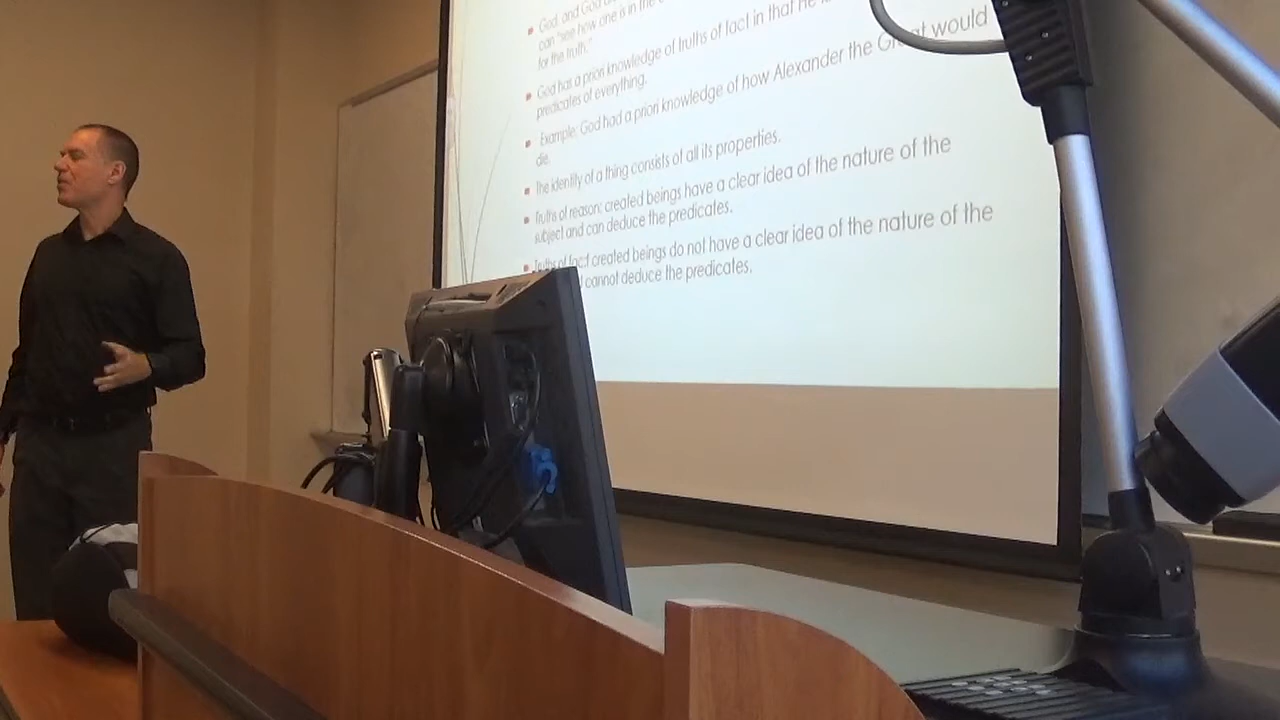 God, and God
can "see how one is in the
for the truth."
God has a priori knowledge of truths of fact in that He
predicates of everything.
Example: God had a priori knowledge of how Alexander the Great would
die.
The identity of a thing consists of all its properties.
Truths of reason: created beings have a clear idea of the nature of the
subject and can deduce the predicates.
Truths of fact created beings do not have a clear idea of the nature of the
cannot deduce the predicates.